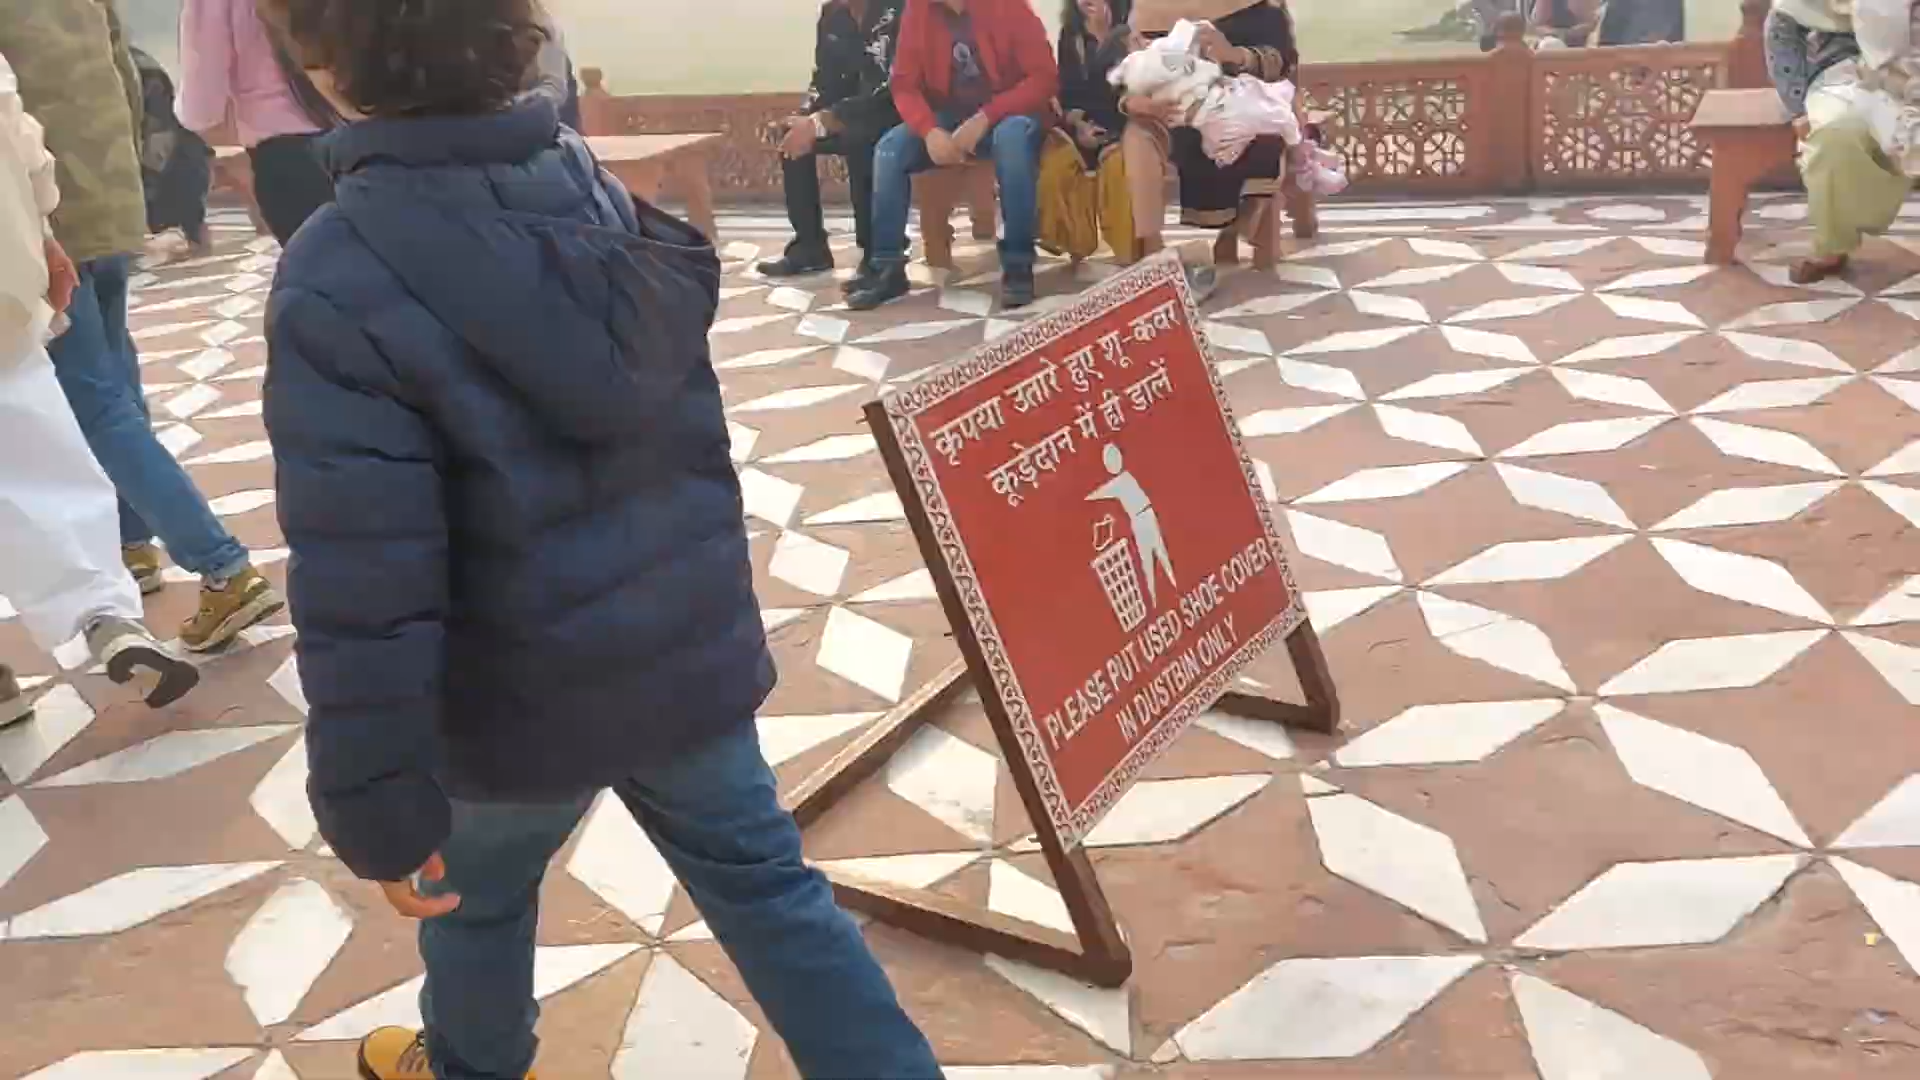 कृपया उतारे हुए शू-कवर
कूड़ेदान में ही डालें
PLEASE PUT USED SHOE COVER
IN DUSTBIN ONLY